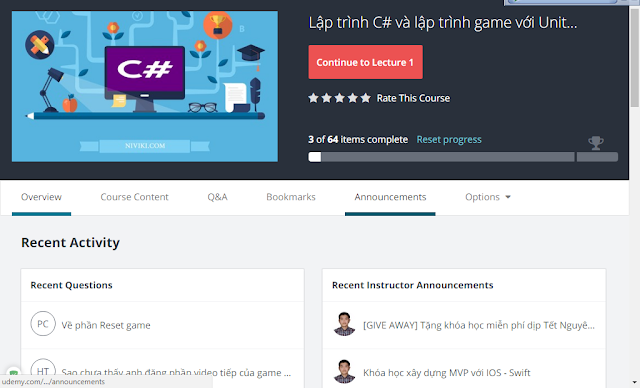 Lập trình C# và lập trình game với Unit...
C#
NIVIKI.COM
Continue to Lecture 1
Rate This Course
3 of 64 items complete Reset progress
Overview Course Content Q&A Bookmarks Announcements Options
Recent Activity
Recent Questions
PC Về phần Reset game
HT Sao chưa thấy anh đăng phần video tiếp của game ...
Recent Instructor Announcements
[GIVE AWAY] Tặng khóa học miễn phí dịp Tết Nguyê...
Khóa học xây dựng MVP với IOS - Swift
udemy.com/.../announcements